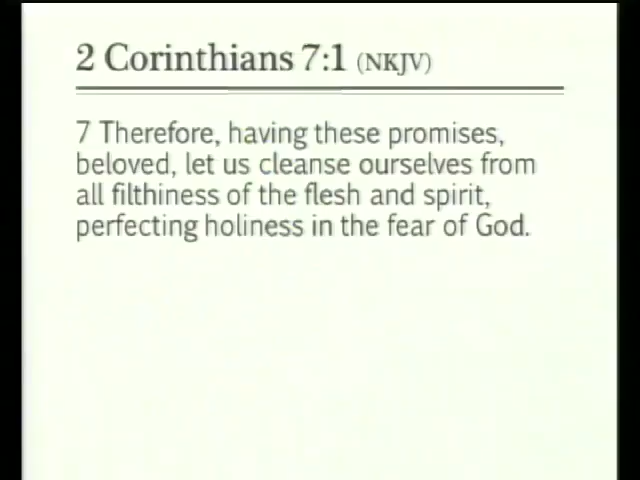 2 Corinthians 7:1 (NKJV)
7 Therefore, having these promises,
beloved, let us cleanse ourselves from
all filthiness of the flesh and spirit,
perfecting holiness in the fear of God.